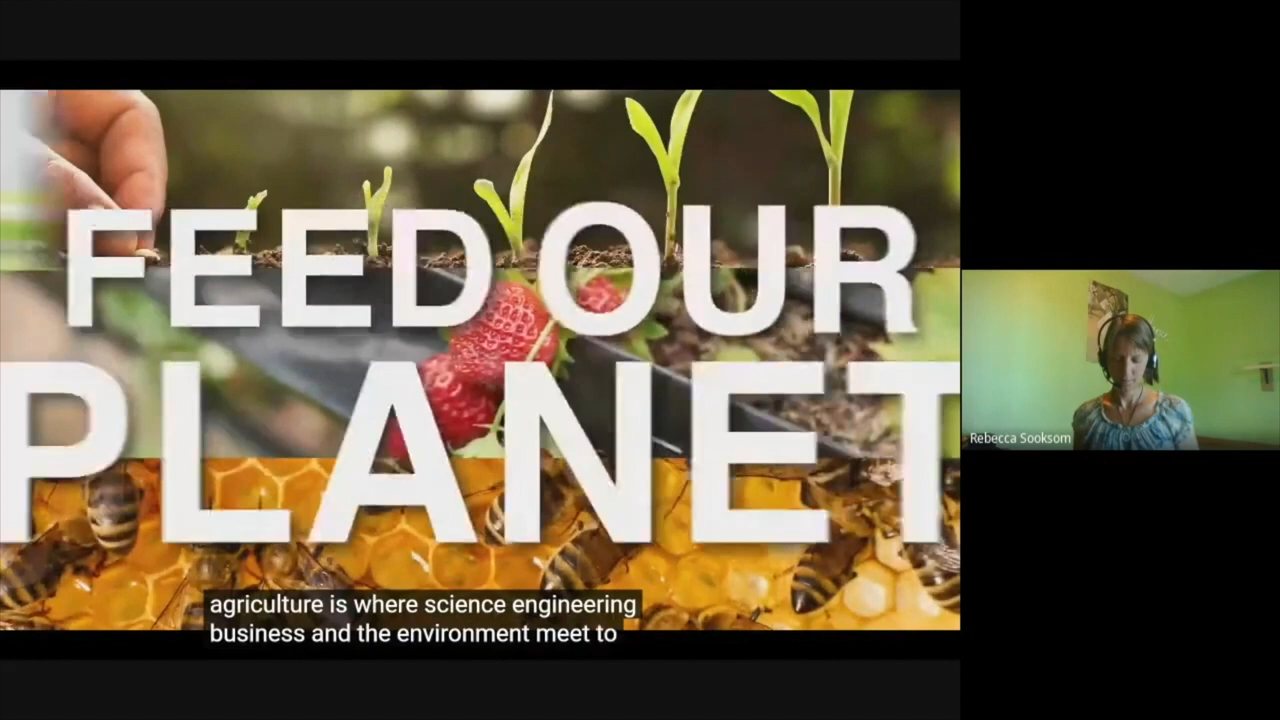 FEED OUR
PLANET
agriculture is where science engineering
business and the environment meet to
Rebecca Sooksom